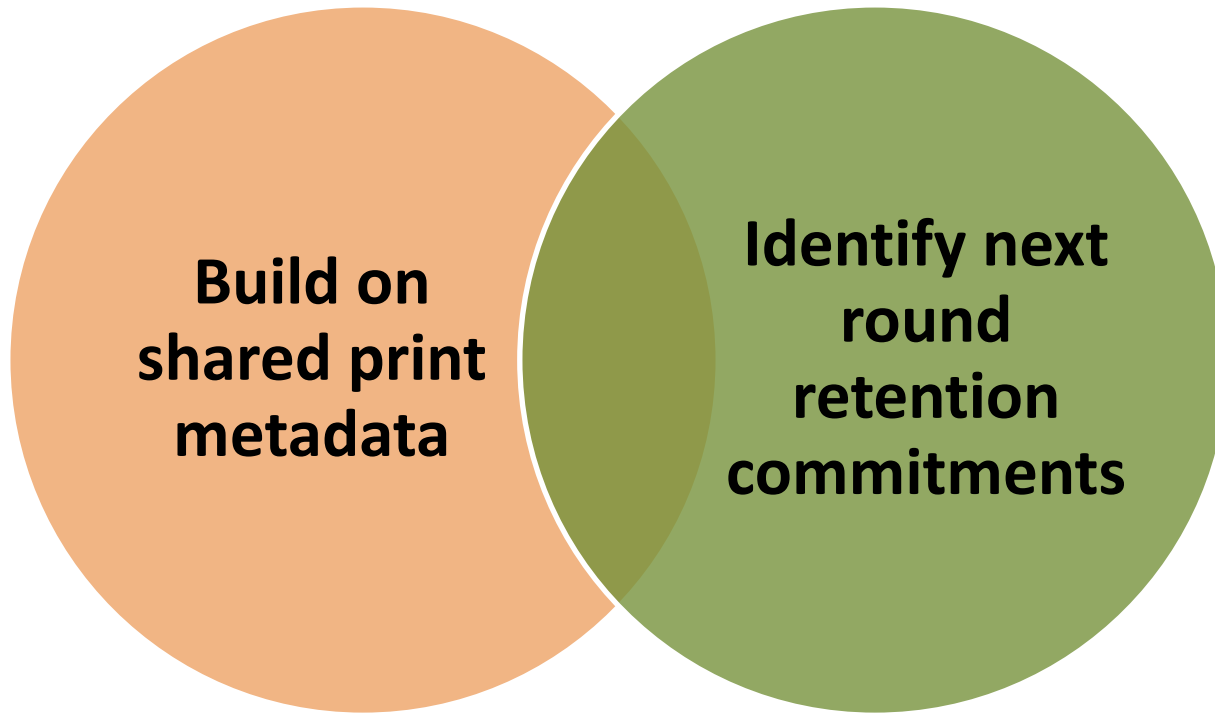 Build on
shared print
metadata
Identify next
round
retention
commitments